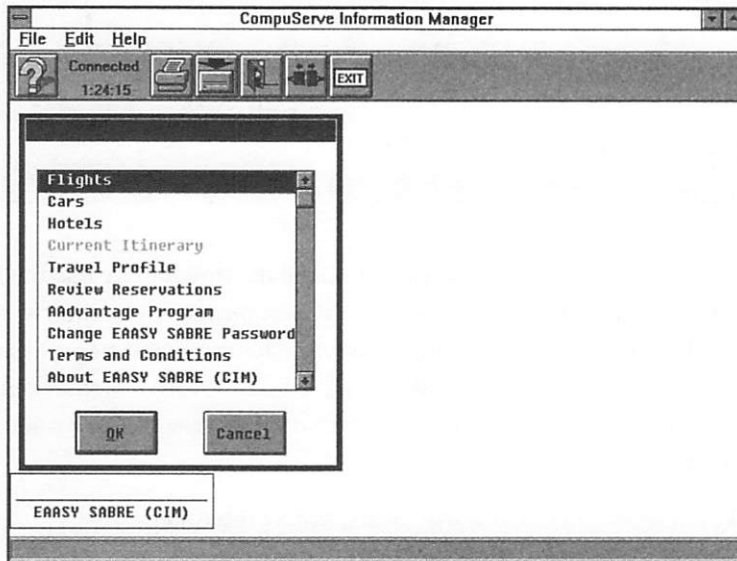 CompuServe Information Manager
File Edit Help
Connected
1:24:15
EXIT
Flights
Cars
Hotels
Current Itinerary
Travel Profile
Review Reservations
AAdvantage Program
Change EAASY SABRE Password
Terms and Conditions
About EAASY SABRE (CIM)
OK Cancel
EAASY SABRE (CIM)